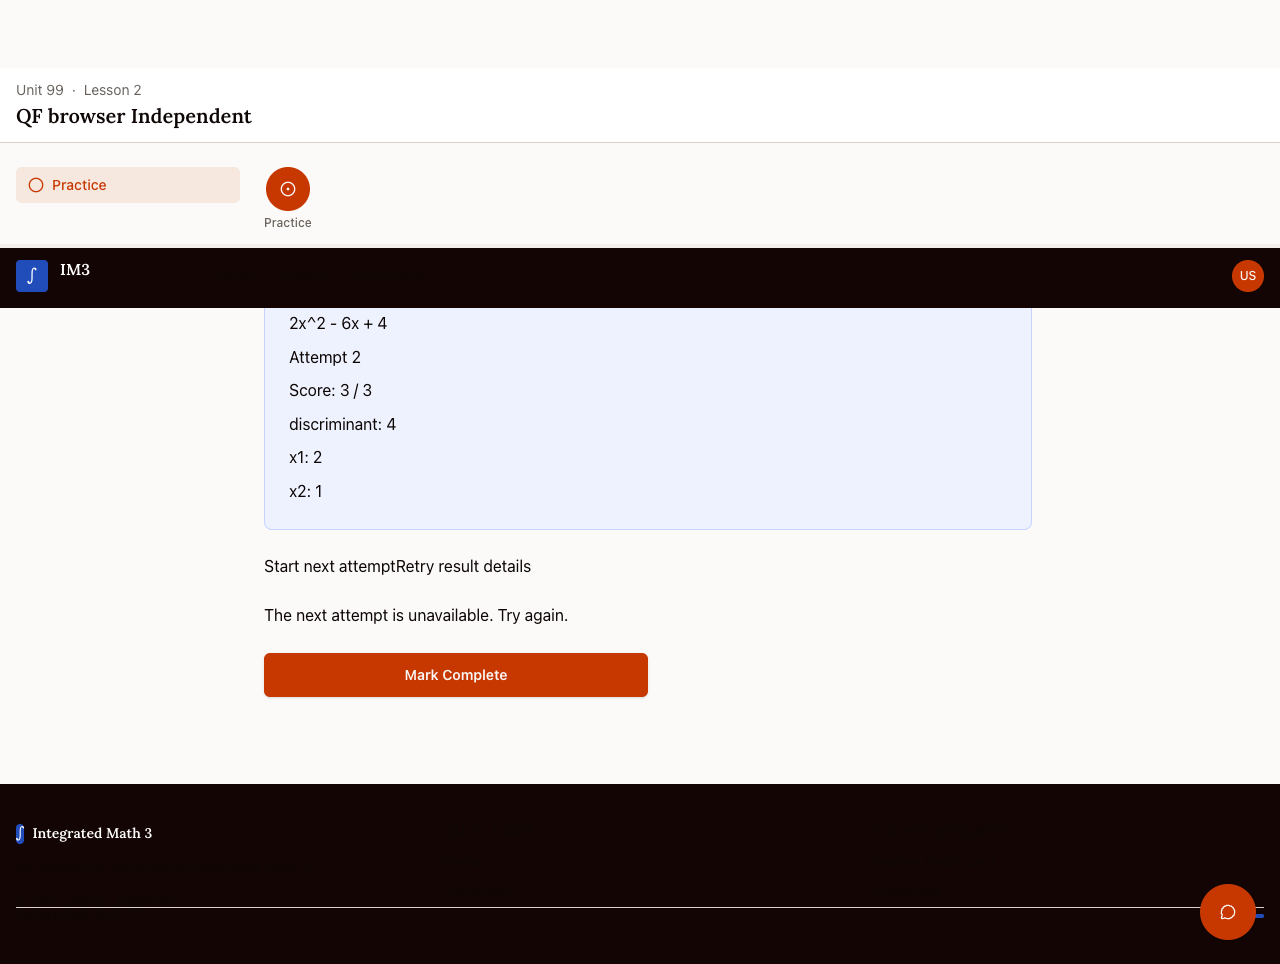 Unit 99 · Lesson 2
QF browser Independent
Practice
Practice
∫ IM3
US
2x^2 - 6x + 4
Attempt 2
Score: 3 / 3
discriminant: 4
x1: 2
x2: 1
Start next attemptRetry result details
The next attempt is unavailable. Try again.
Mark Complete
∫ Integrated Math 3